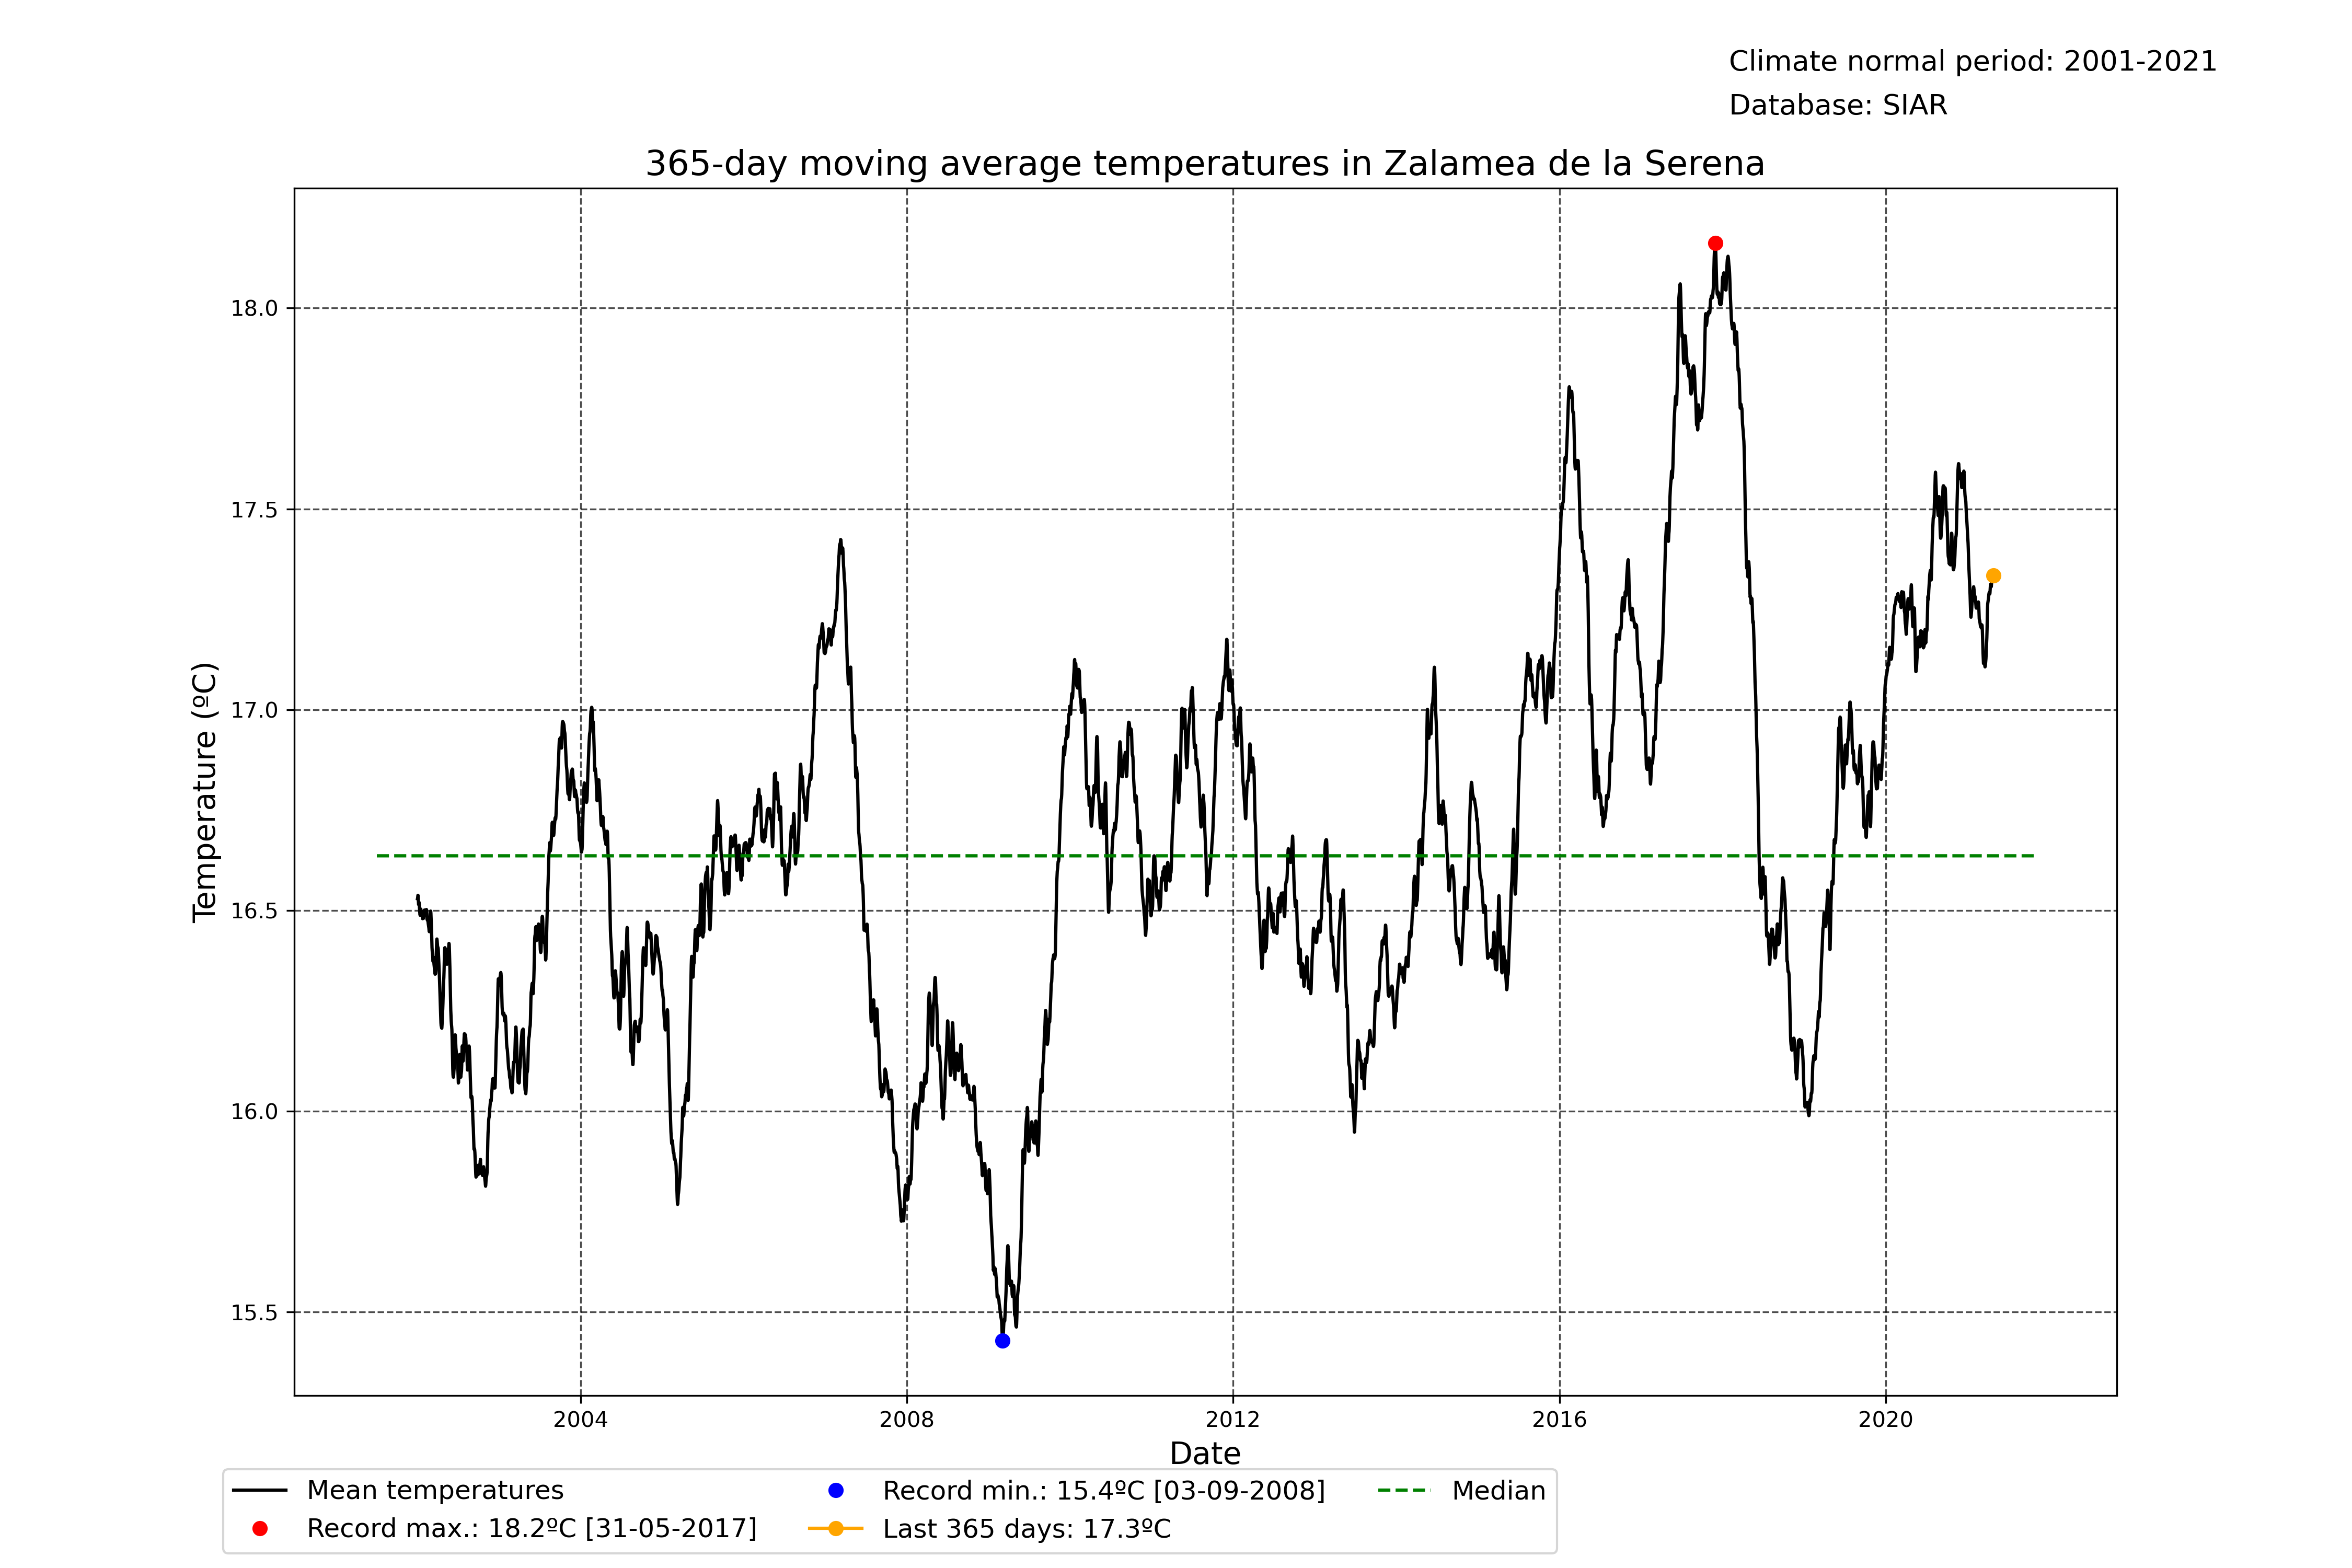 Climate normal period: 2001-2021
Database: SIAR
365-day moving average temperatures in Zalamea de la Serena
Temperature (ºC)
18.0
17.5
17.0
16.5
16.0
15.5
2004
2008
2012
2016
2020
Date
Mean temperatures
Record max.: 18.2ºC [31-05-2017]
Record min.: 15.4ºC [03-09-2008]
Last 365 days: 17.3ºC
Median